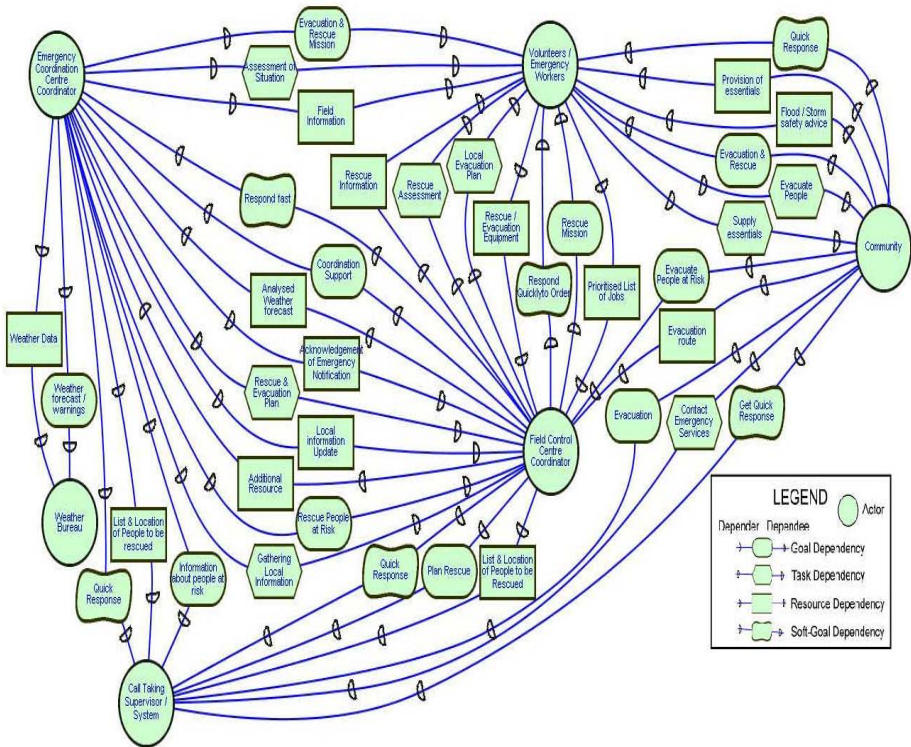 Emergency
Coordination
Centre
Coordinator
Evacuation &
Rescue
Mission
Assessment of
Situation
Field
Information
Volunteers /
Emergency
Workers
Quick
Response
Provision of
essentials
Flood / Storm
safety advice
Evacuation &
Rescue
Evacuate
People
Supply
essentials
Community
Rescue
Information
Rescue
Assessment
Local
Evacuation
Plan
Rescue /
Evacuation
Equipment
Rescue
Mission
Respond
Quicklyto Order
Prioritised List
of Jobs
Evacuate
People at Risk
Evacuation
route
Respond fast
Coordination
Support
Analysed
Weather
forecast
Acknowledgement
of Emergency
Notification
Rescue &
Evacuation
Plan
Local
information
Update
Additional
Resource
Rescue People
at Risk
Gathering
Local
Information
Weather Data
Weather
forecast /
warnings
Weather
Bureau
List & Location
of People to be
rescued
Quick
Response
Information
about people at
risk
Call Taking
Supervisor /
System
Field Control
Centre
Coordinator
Quick
Response
Plan Rescue
List & Location
of People to be
Rescued
Evacuation
Contact
Emergency
Services
Get Quick
Response
LEGEND
Actor
Depender Dependee
Goal Dependency
Task Dependency
Resource Dependency
Soft-Goal Dependency